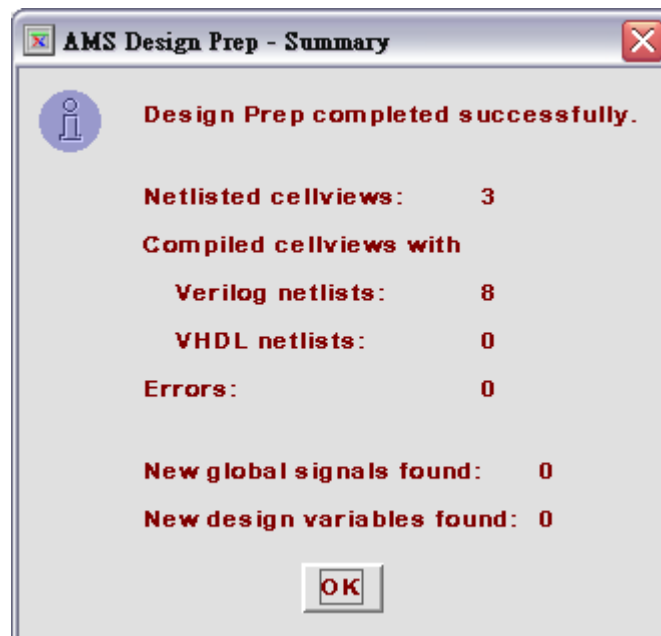 AMS Design Prep - Summary
Design Prep completed successfully.
Netlisted cellviews: 3
Compiled cellviews with
Verilog netlists: 8
VHDL netlists: 0
Errors: 0
New global signals found: 0
New design variables found: 0
OK